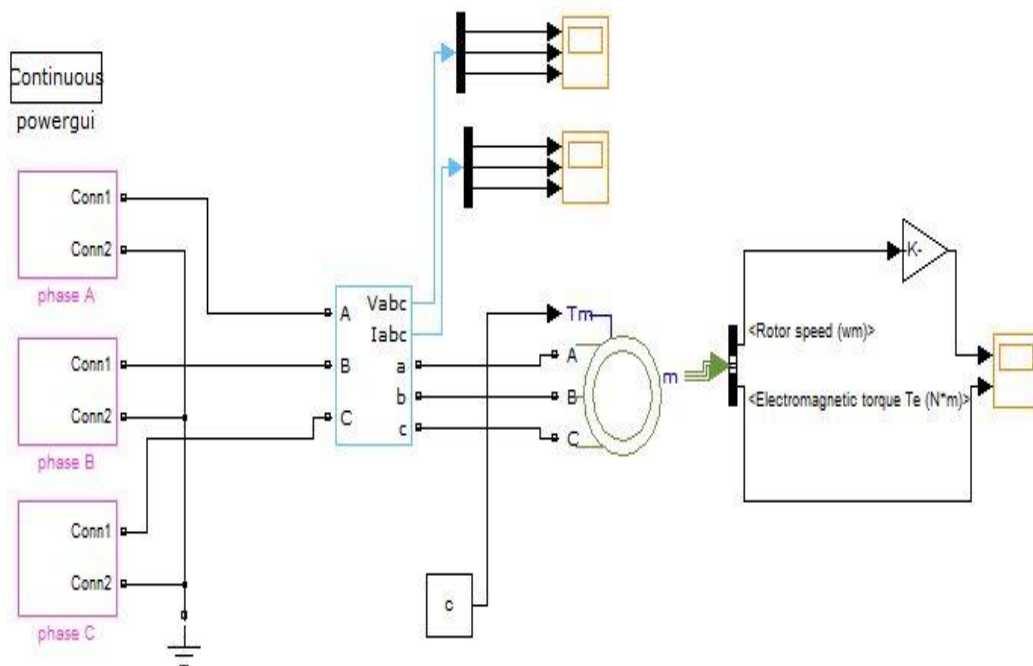 Continuous
powergui
Conn1
Conn2
phase A
Conn1
Conn2
phase B
Conn1
Conn2
phase C
A
B
C
Vabc
Iabc
a
b
c
Tm
A
B
C
m
c
<Rotor speed (wm)>
<Electromagnetic torque Te (N*m)>
K-